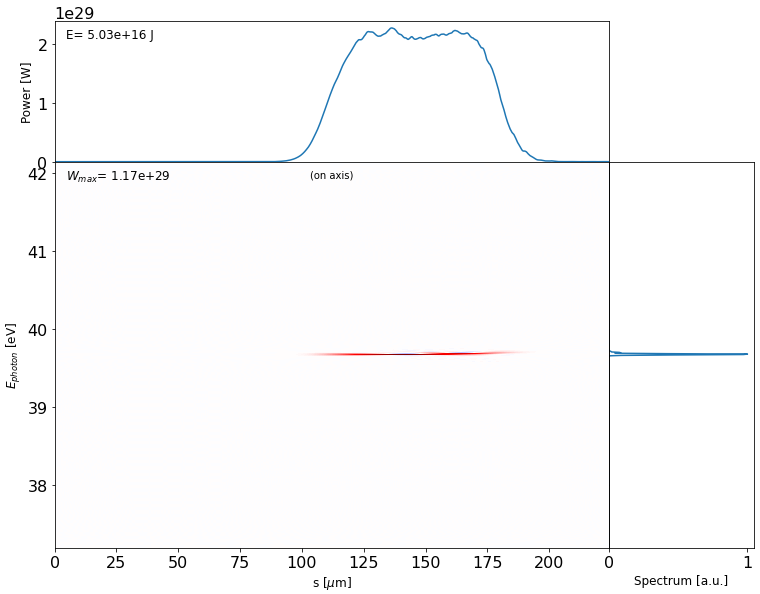 1e29
E= 5.03e+16 J
Power [W]
2
1
0
W_max= 1.17e+29
(on axis)
E_photon [eV]
42
41
40
39
38
0 25 50 75 100 125 150 175 200 0 1
s [μm]
Spectrum [a.u.]